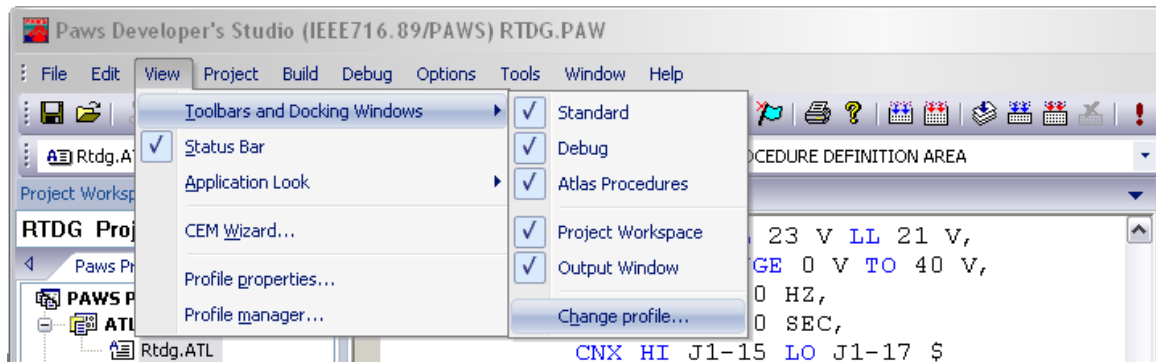 Paws Developer's Studio (IEEE716.89/PAWS) RTDG.PAW
File Edit View Project Build Debug Options Tools Window Help
Toolbars and Docking Windows
Standard
Status Bar
Debug
Application Look
Atlas Procedures
CEM Wizard...
Project Workspace
Profile properties...
Output Window
Profile manager...
Change profile...
Rtdg.A
OCEDURE DEFINITION AREA
Project Worksp
RTDG Proj
Paws Pr
PAWS P
ATL
Rtdg.ATL
23 V LL 21 V,
GE 0 V TO 40 V,
0 HZ,
0 SEC,
CNX HI J1-15 LO J1-17 $